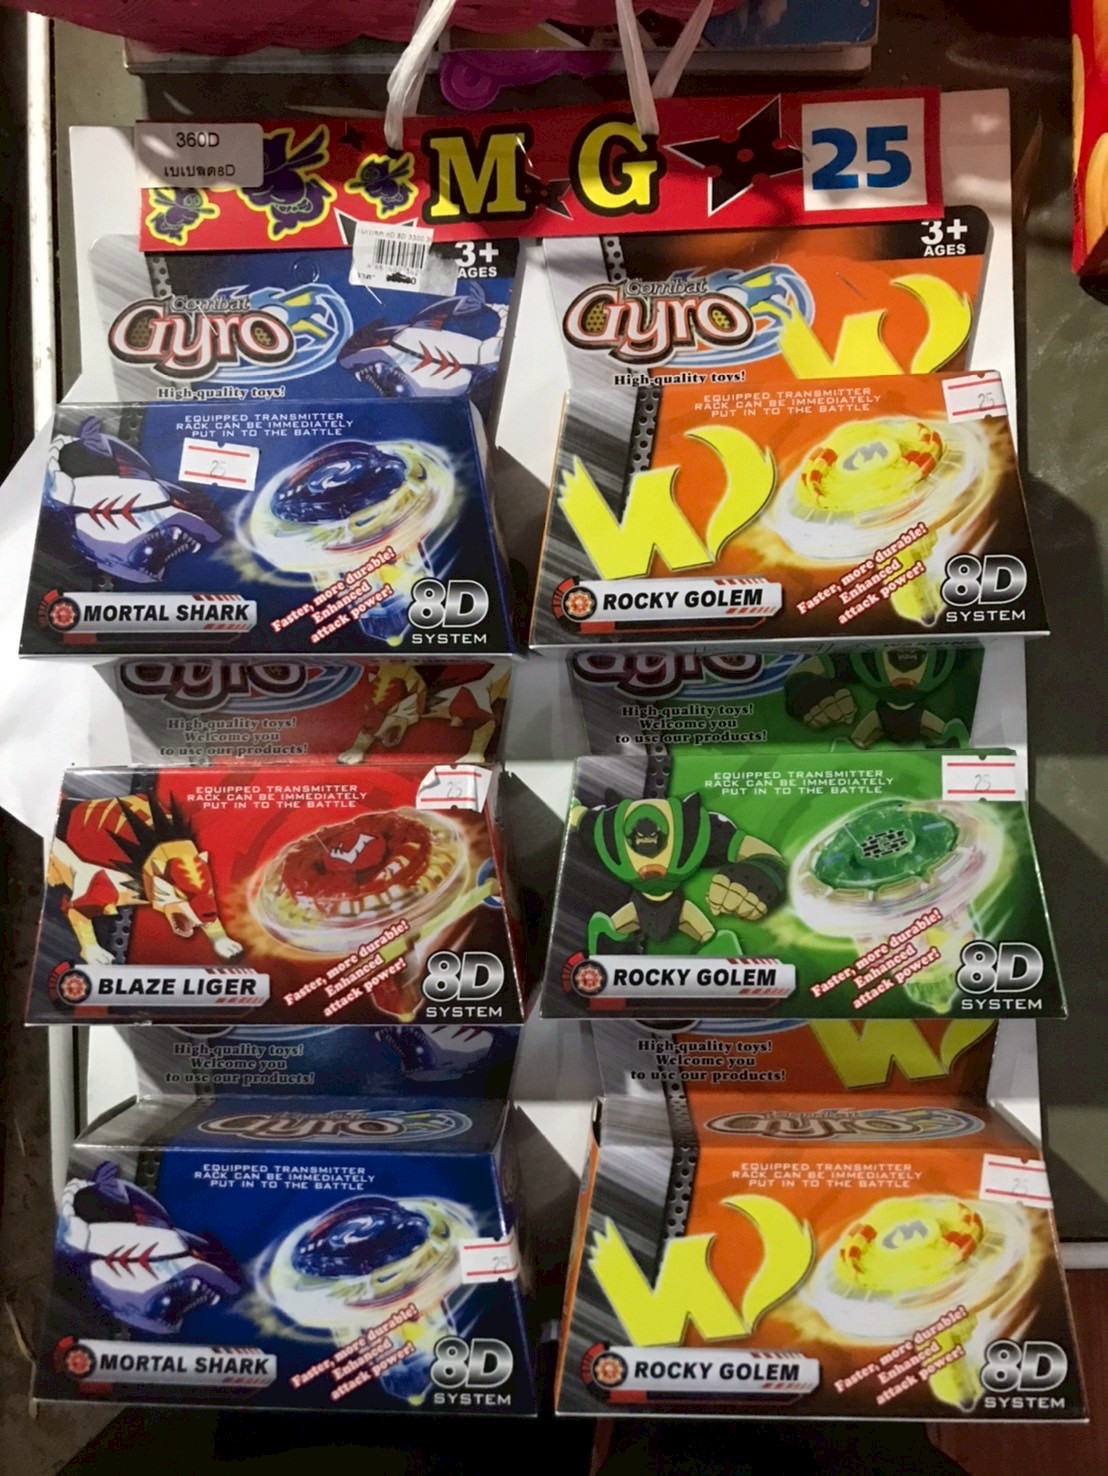 360D
เบเบลด8D
M G
25
3+
AGES
Combat
Gyro
High-quality toys!
EQUIPPED TRANSMITTER
RACK CAN BE IMMEDIATELY
PUT IN TO THE BATTLE
25
MORTAL SHARK
Faster, more durable!
Enhanced
attack power!
8D
SYSTEM
3+
AGES
Combat
Gyro
High-quality toys!
EQUIPPED TRANSMITTER
RACK CAN BE IMMEDIATELY
PUT IN TO THE BATTLE
25
ROCKY GOLEM
Faster, more durable!
Enhanced
attack power!
8D
SYSTEM
Gyro
High-quality toys!
Welcome you
to use our products!
EQUIPPED TRANSMITTER
RACK CAN BE IMMEDIATELY
PUT IN TO THE BATTLE
25
BLAZE LIGER
Faster, more durable!
Enhanced
attack power!
8D
SYSTEM
Gyro
High-quality toys!
Welcome you
to use our products!
EQUIPPED TRANSMITTER
RACK CAN BE IMMEDIATELY
PUT IN TO THE BATTLE
25
ROCKY GOLEM
Faster, more durable!
Enhanced
attack power!
8D
SYSTEM
High-quality toys!
Welcome you
to use our products!
Combat
Gyro
EQUIPPED TRANSMITTER
RACK CAN BE IMMEDIATELY
PUT IN TO THE BATTLE
25
MORTAL SHARK
Faster, more durable!
Enhanced
attack power!
8D
SYSTEM
High-quality toys!
Welcome you
to use our products!
Combat
Gyro
EQUIPPED TRANSMITTER
RACK CAN BE IMMEDIATELY
PUT IN TO THE BATTLE
25
ROCKY GOLEM
Faster, more durable!
Enhanced
attack power!
8D
SYSTEM